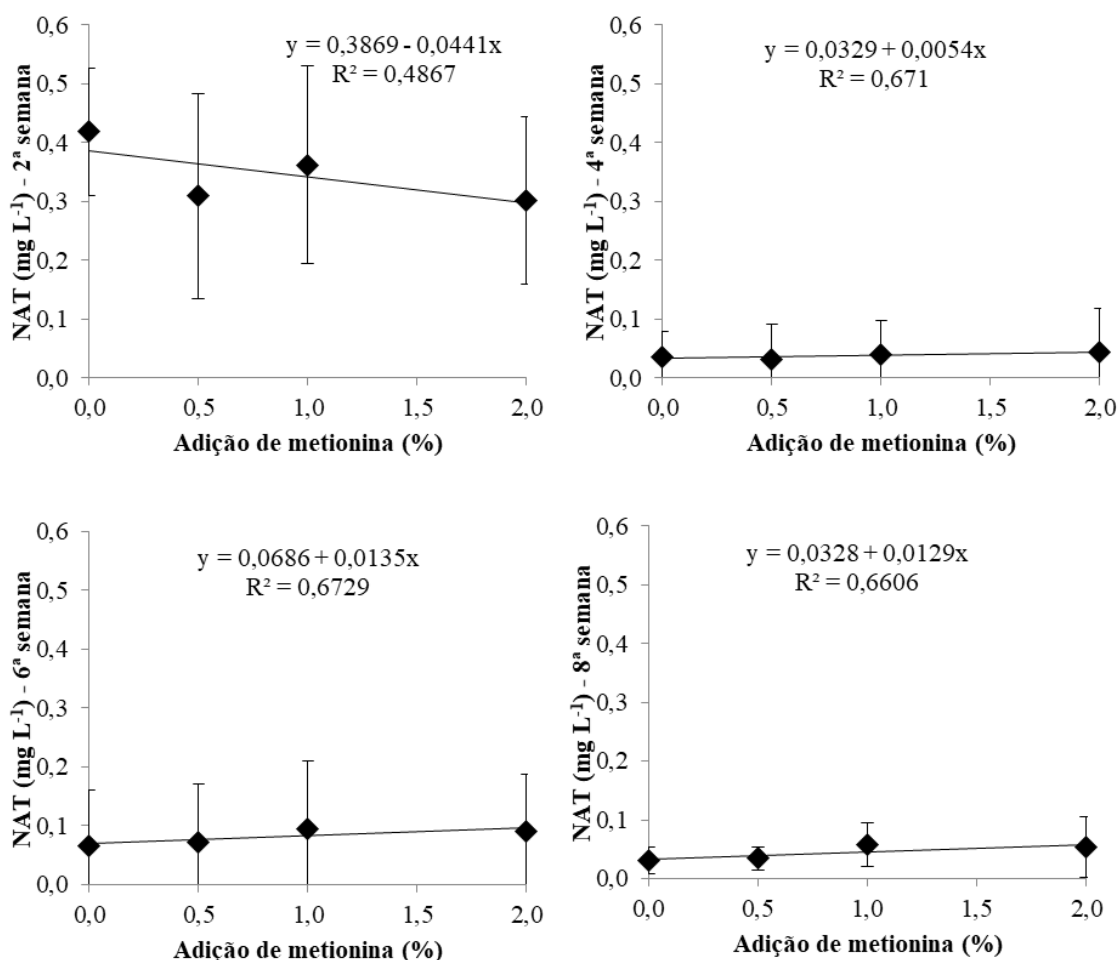 NAT (mg L⁻¹) - 2ª semana
0,6
0,5
0,4
0,3
0,2
0,1
0,0
y = 0,3869 - 0,0441x
R² = 0,4867
0,0 0,5 1,0 1,5 2,0
Adição de metionina (%)
NAT (mg L⁻¹) - 4ª semana
0,6
0,5
0,4
0,3
0,2
0,1
0,0
y = 0,0329 + 0,0054x
R² = 0,671
0,0 0,5 1,0 1,5 2,0
Adição de metionina (%)
NAT (mg L⁻¹) - 6ª semana
0,6
0,5
0,4
0,3
0,2
0,1
0,0
y = 0,0686 + 0,0135x
R² = 0,6729
0,0 0,5 1,0 1,5 2,0
Adição de metionina (%)
NAT (mg L⁻¹) - 8ª semana
0,6
0,5
0,4
0,3
0,2
0,1
0,0
y = 0,0328 + 0,0129x
R² = 0,6606
0,0 0,5 1,0 1,5 2,0
Adição de metionina (%)